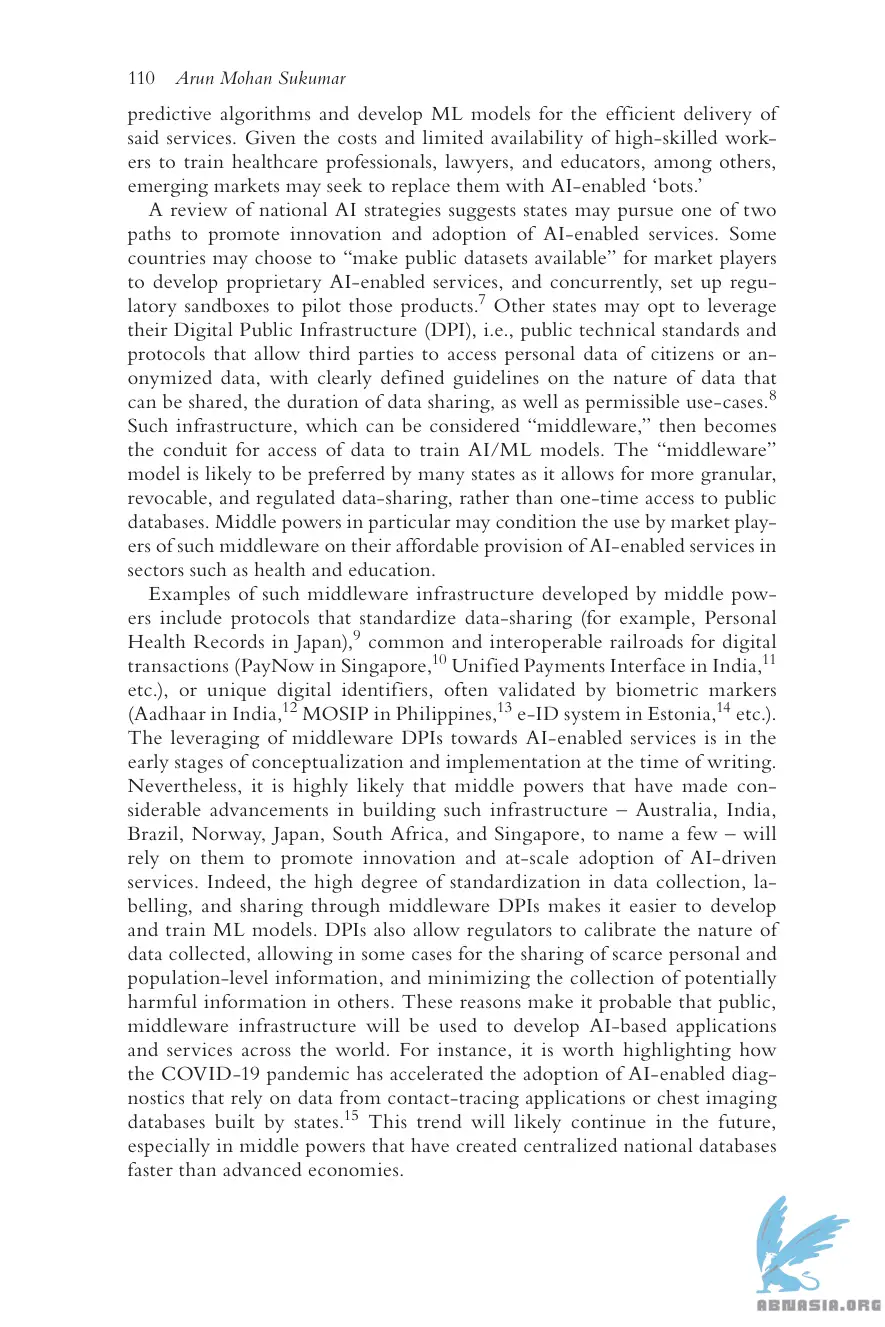 110 Arun Mohan Sukumar
predictive algorithms and develop ML models for the efficient delivery of
said services. Given the costs and limited availability of high-skilled work-
ers to train healthcare professionals, lawyers, and educators, among others,
emerging markets may seek to replace them with AI-enabled ‘bots.’
A review of national AI strategies suggests states may pursue one of two
paths to promote innovation and adoption of AI-enabled services. Some
countries may choose to “make public datasets available” for market players
to develop proprietary AI-enabled services, and concurrently, set up regu-
latory sandboxes to pilot those products.7 Other states may opt to leverage
their Digital Public Infrastructure (DPI), i.e., public technical standards and
protocols that allow third parties to access personal data of citizens or an-
onymized data, with clearly defined guidelines on the nature of data that
can be shared, the duration of data sharing, as well as permissible use-cases.8
Such infrastructure, which can be considered “middleware,” then becomes
the conduit for access of data to train AI/ML models. The “middleware”
model is likely to be preferred by many states as it allows for more granular,
revocable, and regulated data-sharing, rather than one-time access to public
databases. Middle powers in particular may condition the use by market play-
ers of such middleware on their affordable provision of AI-enabled services in
sectors such as health and education.
Examples of such middleware infrastructure developed by middle pow-
ers include protocols that standardize data-sharing (for example, Personal
Health Records in Japan),9 common and interoperable railroads for digital
transactions (PayNow in Singapore,10 Unified Payments Interface in India,11
etc.), or unique digital identifiers, often validated by biometric markers
(Aadhaar in India,12 MOSIP in Philippines,13 e-ID system in Estonia,14 etc.).
The leveraging of middleware DPIs towards AI-enabled services is in the
early stages of conceptualization and implementation at the time of writing.
Nevertheless, it is highly likely that middle powers that have made con-
siderable advancements in building such infrastructure – Australia, India,
Brazil, Norway, Japan, South Africa, and Singapore, to name a few – will
rely on them to promote innovation and at-scale adoption of AI-driven
services. Indeed, the high degree of standardization in data collection, la-
belling, and sharing through middleware DPIs makes it easier to develop
and train ML models. DPIs also allow regulators to calibrate the nature of
data collected, allowing in some cases for the sharing of scarce personal and
population-level information, and minimizing the collection of potentially
harmful information in others. These reasons make it probable that public,
middleware infrastructure will be used to develop AI-based applications
and services across the world. For instance, it is worth highlighting how
the COVID-19 pandemic has accelerated the adoption of AI-enabled diag-
nostics that rely on data from contact-tracing applications or chest imaging
databases built by states.15 This trend will likely continue in the future,
especially in middle powers that have created centralized national databases
faster than advanced economies.
ABNASIA.ORG